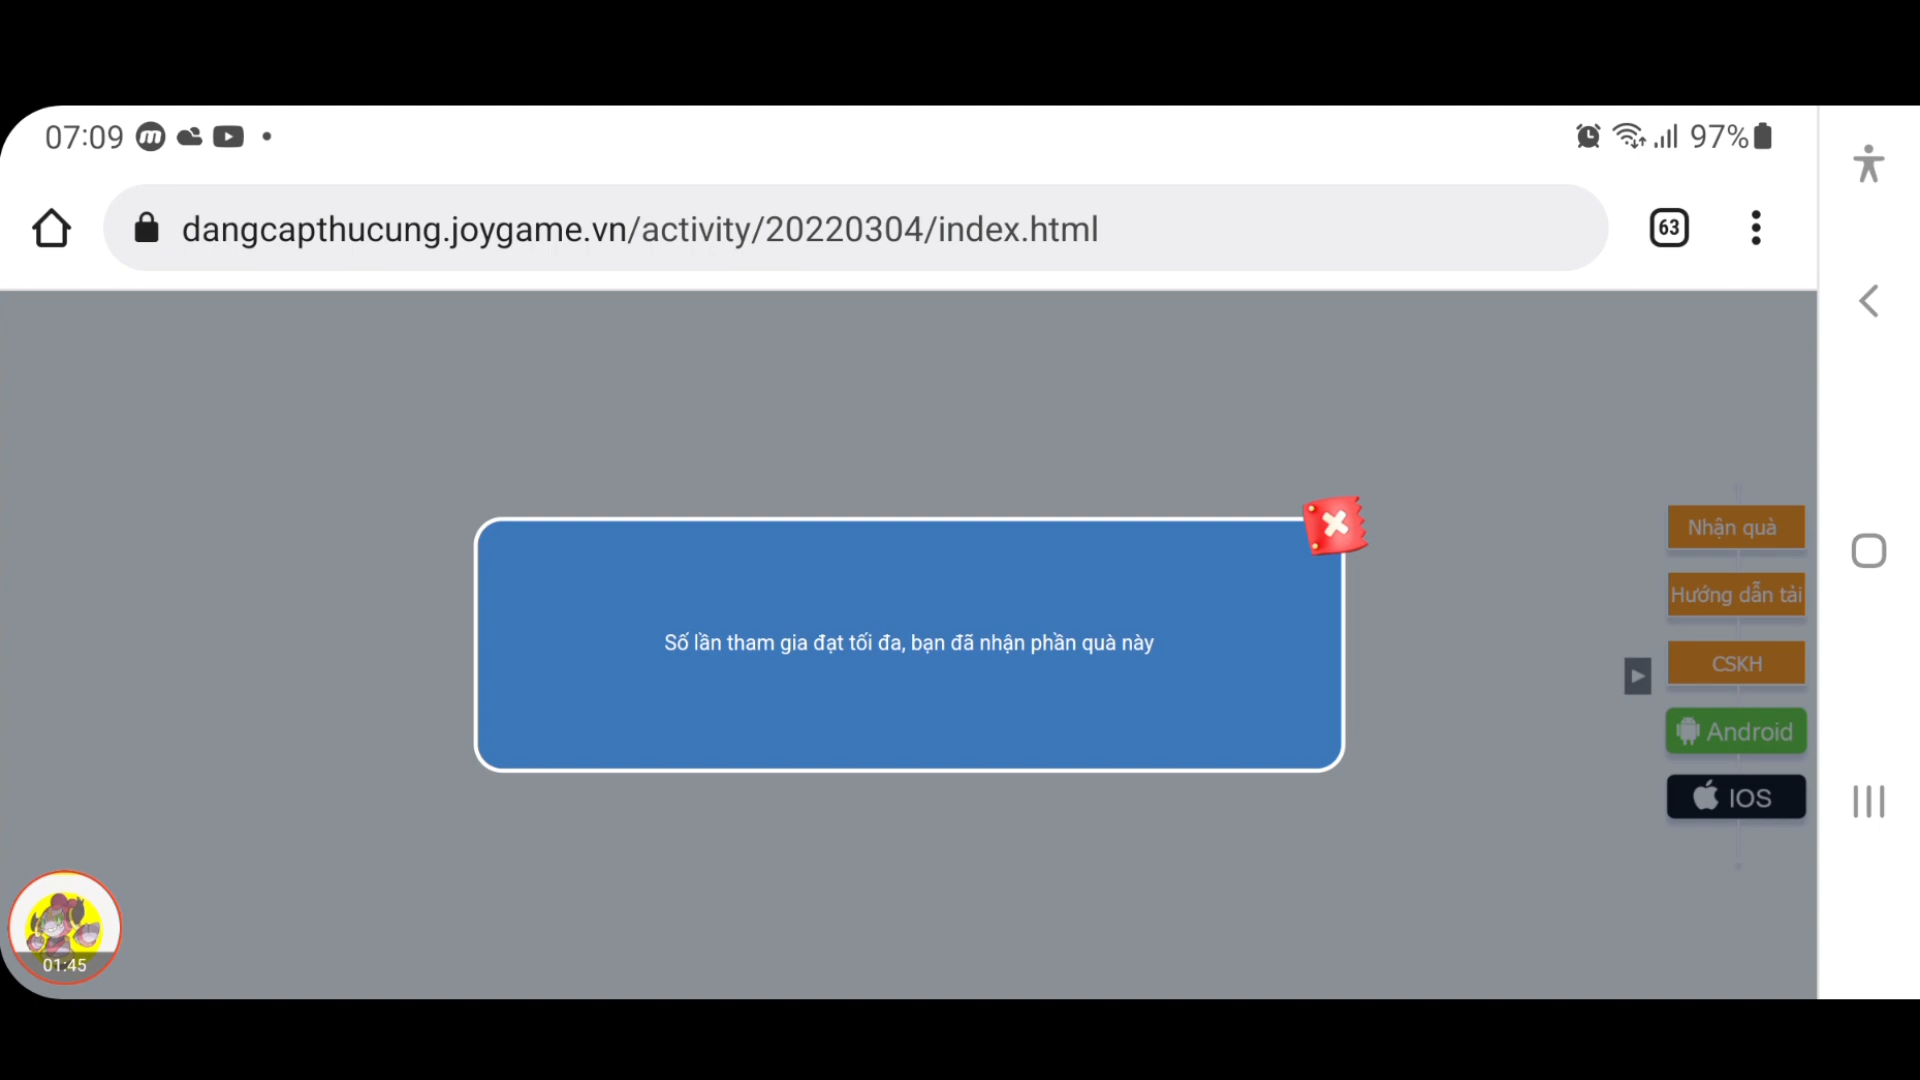 07:09
97%
dangcapthucung.joygame.vn/activity/20220304/index.html
63
Số lần tham gia đạt tối đa, bạn đã nhận phần quà này
Nhận quà
Hướng dẫn tải
CSKH
Android
IOS
01:45